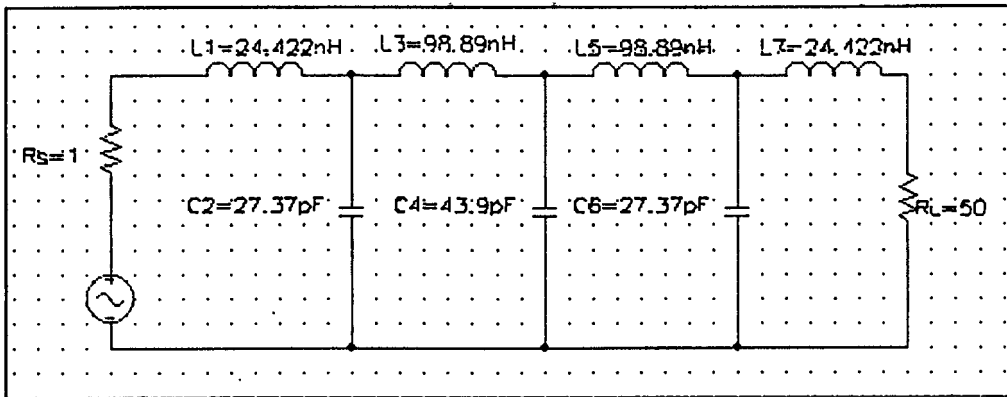 L1=24.422nH L3=98.89nH L5=98.89nH L7=24.422nH
Rs=1
C2=27.37pF C4=43.9pF C6=27.37pF RL=50